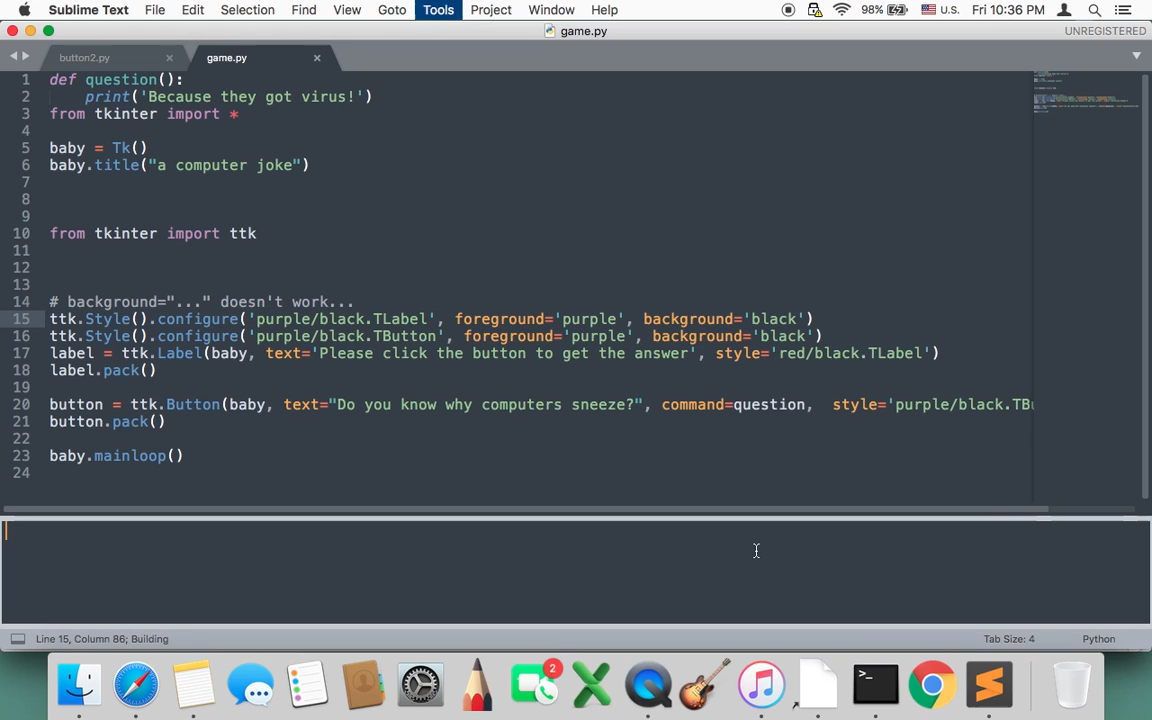 Sublime Text File Edit Selection Find View Goto Tools Project Window Help 98% U.S. Fri 10:36 PM
game.py UNREGISTERED
button2.py game.py
1 def question():
2 print('Because they got virus!')
3 from tkinter import *
4
5 baby = Tk()
6 baby.title("a computer joke")
7
8
9
10 from tkinter import ttk
11
12
13
14 # background="..." doesn't work...
15 ttk.Style().configure('purple/black.TLabel', foreground='purple', background='black')
16 ttk.Style().configure('purple/black.TButton', foreground='purple', background='black')
17 label = ttk.Label(baby, text='Please click the button to get the answer', style='red/black.TLabel')
18 label.pack()
19
20 button = ttk.Button(baby, text="Do you know why computers sneeze?", command=question, style='purple/black.TBu
21 button.pack()
22
23 baby.mainloop()
24
Line 15, Column 86; Building Tab Size: 4 Python
2